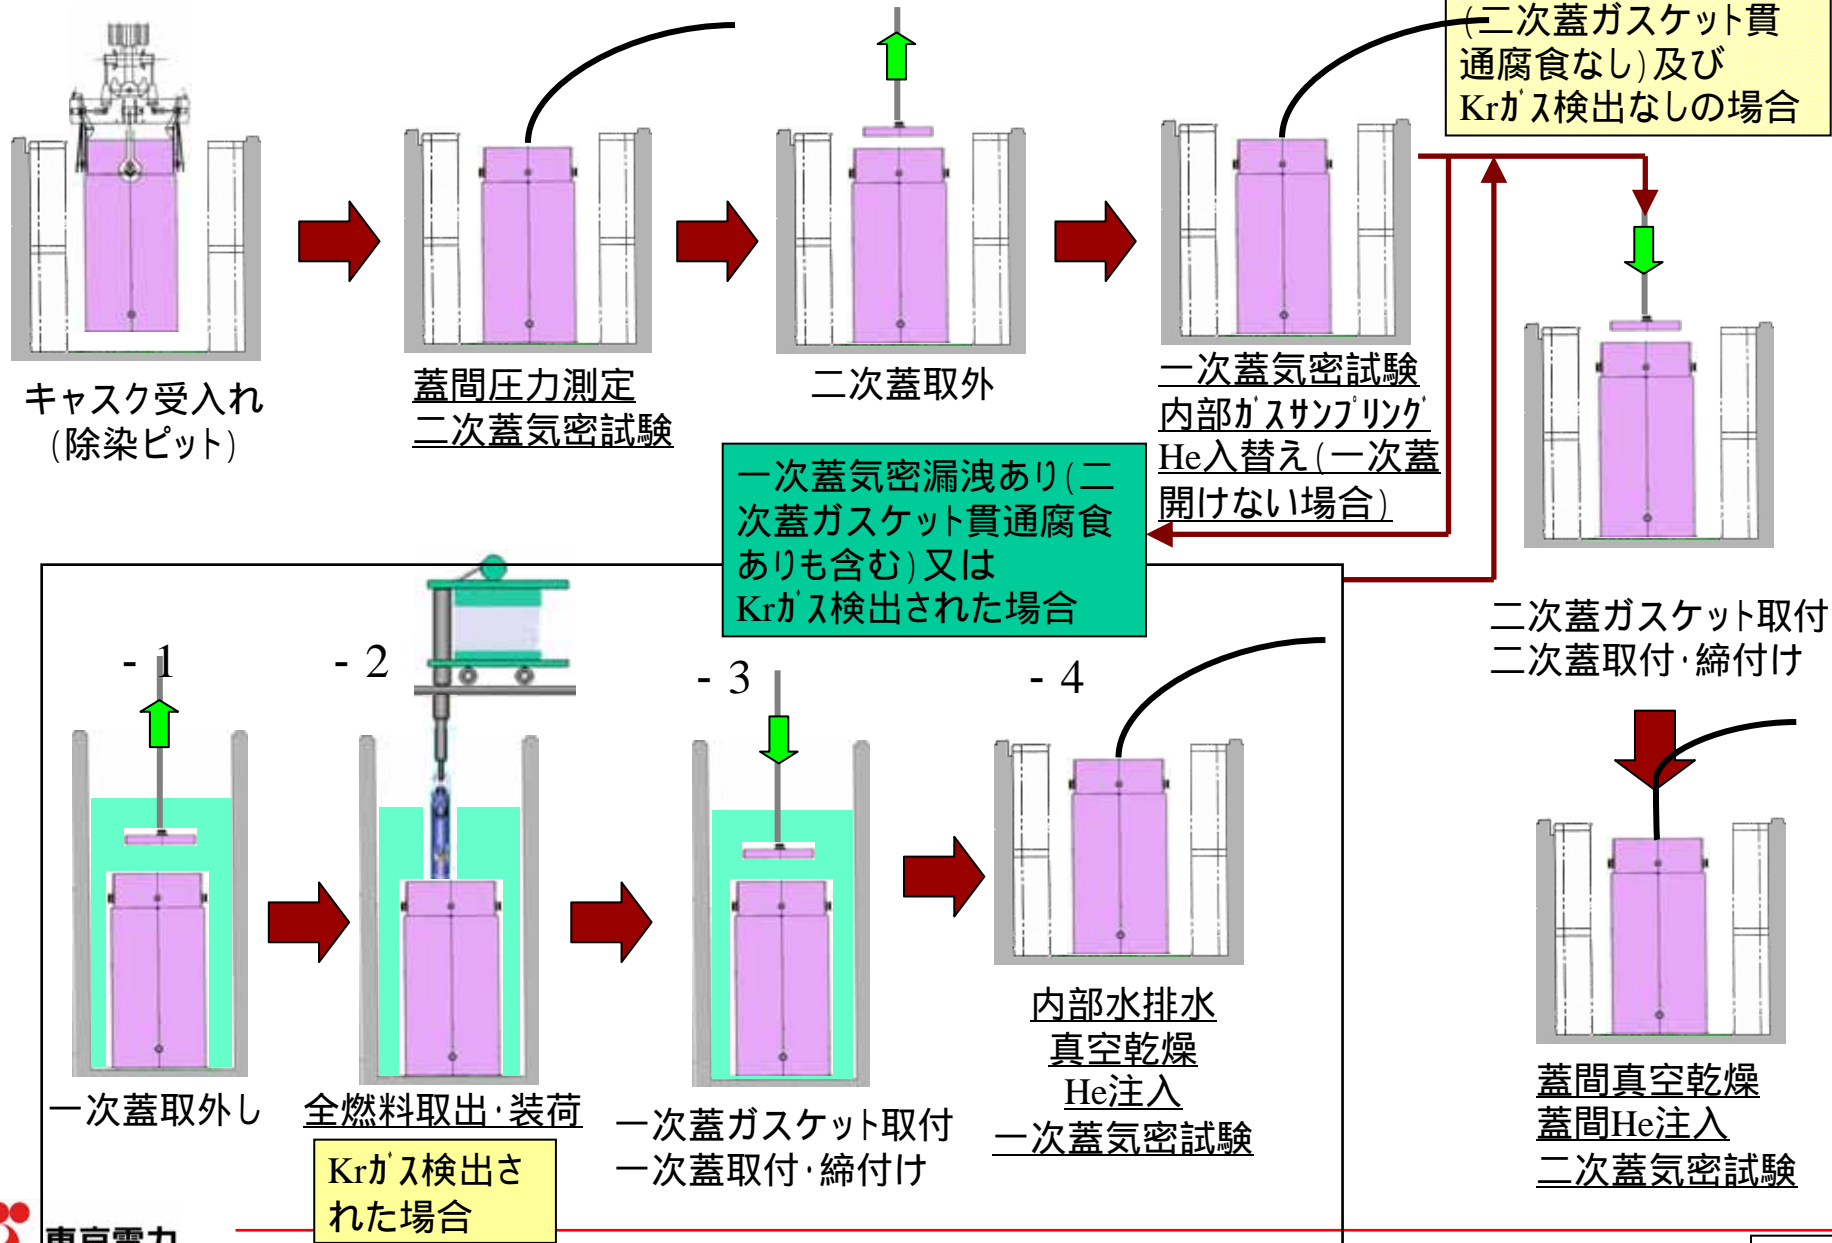 (二次蓋ガスケット貫
通腐食なし)及び
Krｶﾞｽ検出なしの場合
キャスク受入れ
(除染ピット)
蓋間圧力測定
二次蓋気密試験
二次蓋取外
一次蓋気密試験
内部ｶﾞｽｻﾝﾌﾟﾘﾝｸﾞ
He入替え(一次蓋
開けない場合)
一次蓋気密漏洩あり(二
次蓋ガスケット貫通腐食
ありも含む)又は
Krｶﾞｽ検出された場合
二次蓋ガスケット取付
二次蓋取付･締付け
- 1
- 2
- 3
- 4
一次蓋取外し
全燃料取出･装荷
Krｶﾞｽ検出さ
れた場合
一次蓋ガスケット取付
一次蓋取付･締付け
内部水排水
真空乾燥
He注入
一次蓋気密試験
蓋間真空乾燥
蓋間He注入
二次蓋気密試験
東京電力